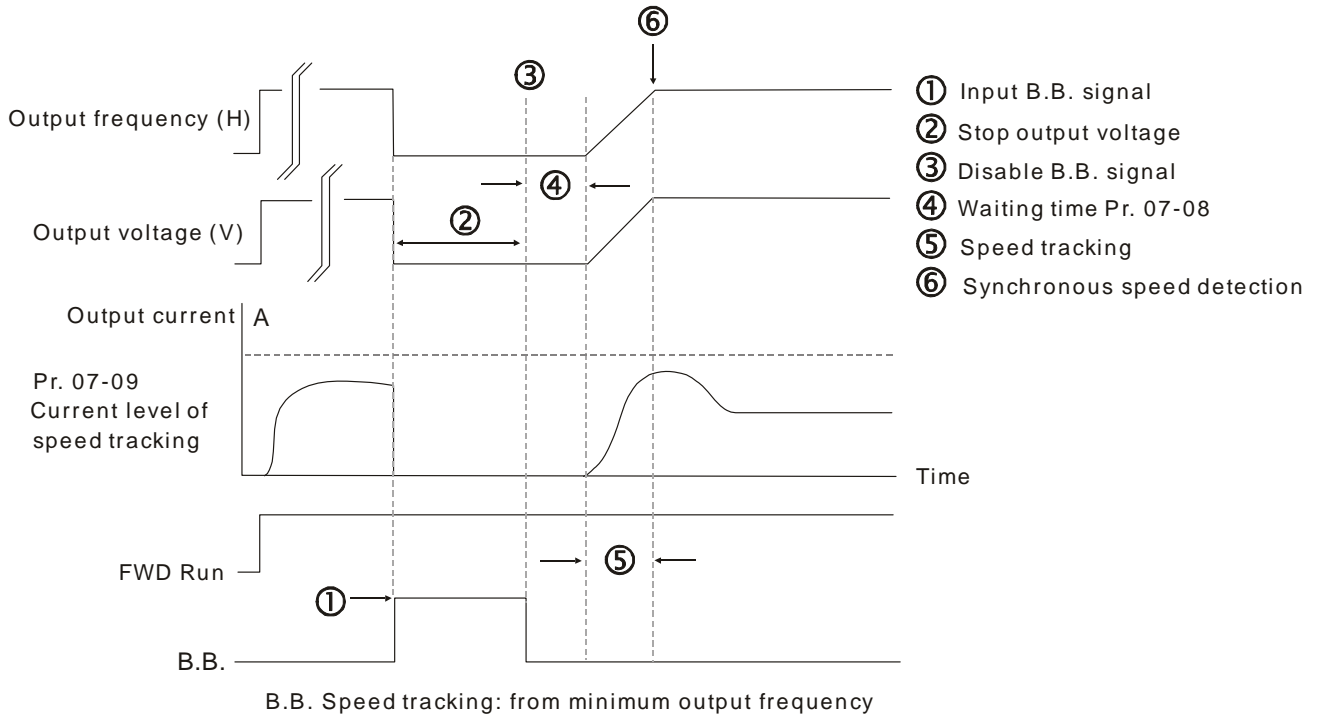 ⑥
③
Output frequency (H)
① Input B.B. signal
② Stop output voltage
③ Disable B.B. signal
④ Waiting time Pr. 07-08
⑤ Speed tracking
⑥ Synchronous speed detection
④
②
Output voltage (V)
Output current A
Pr. 07-09
Current level of
speed tracking
Time
⑤
FWD Run
①
B.B.
B.B. Speed tracking: from minimum output frequency